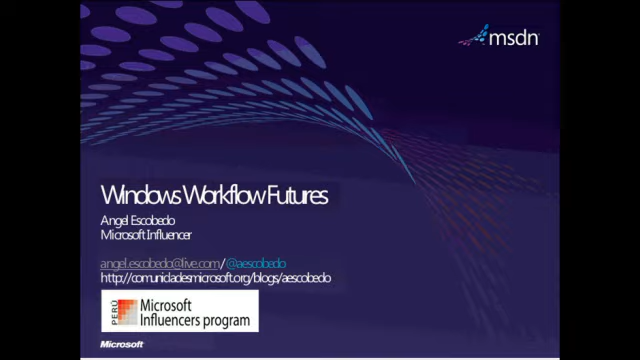 msdn
Windows Workflow Futures
Angel Escobedo
Microsoft Influencer
angel.escobedo@live.com / @aescobedo
http://comunidadesmicrosoft.org/blogs/aescobedo
PERÚ
Microsoft
Influencers program
Microsoft